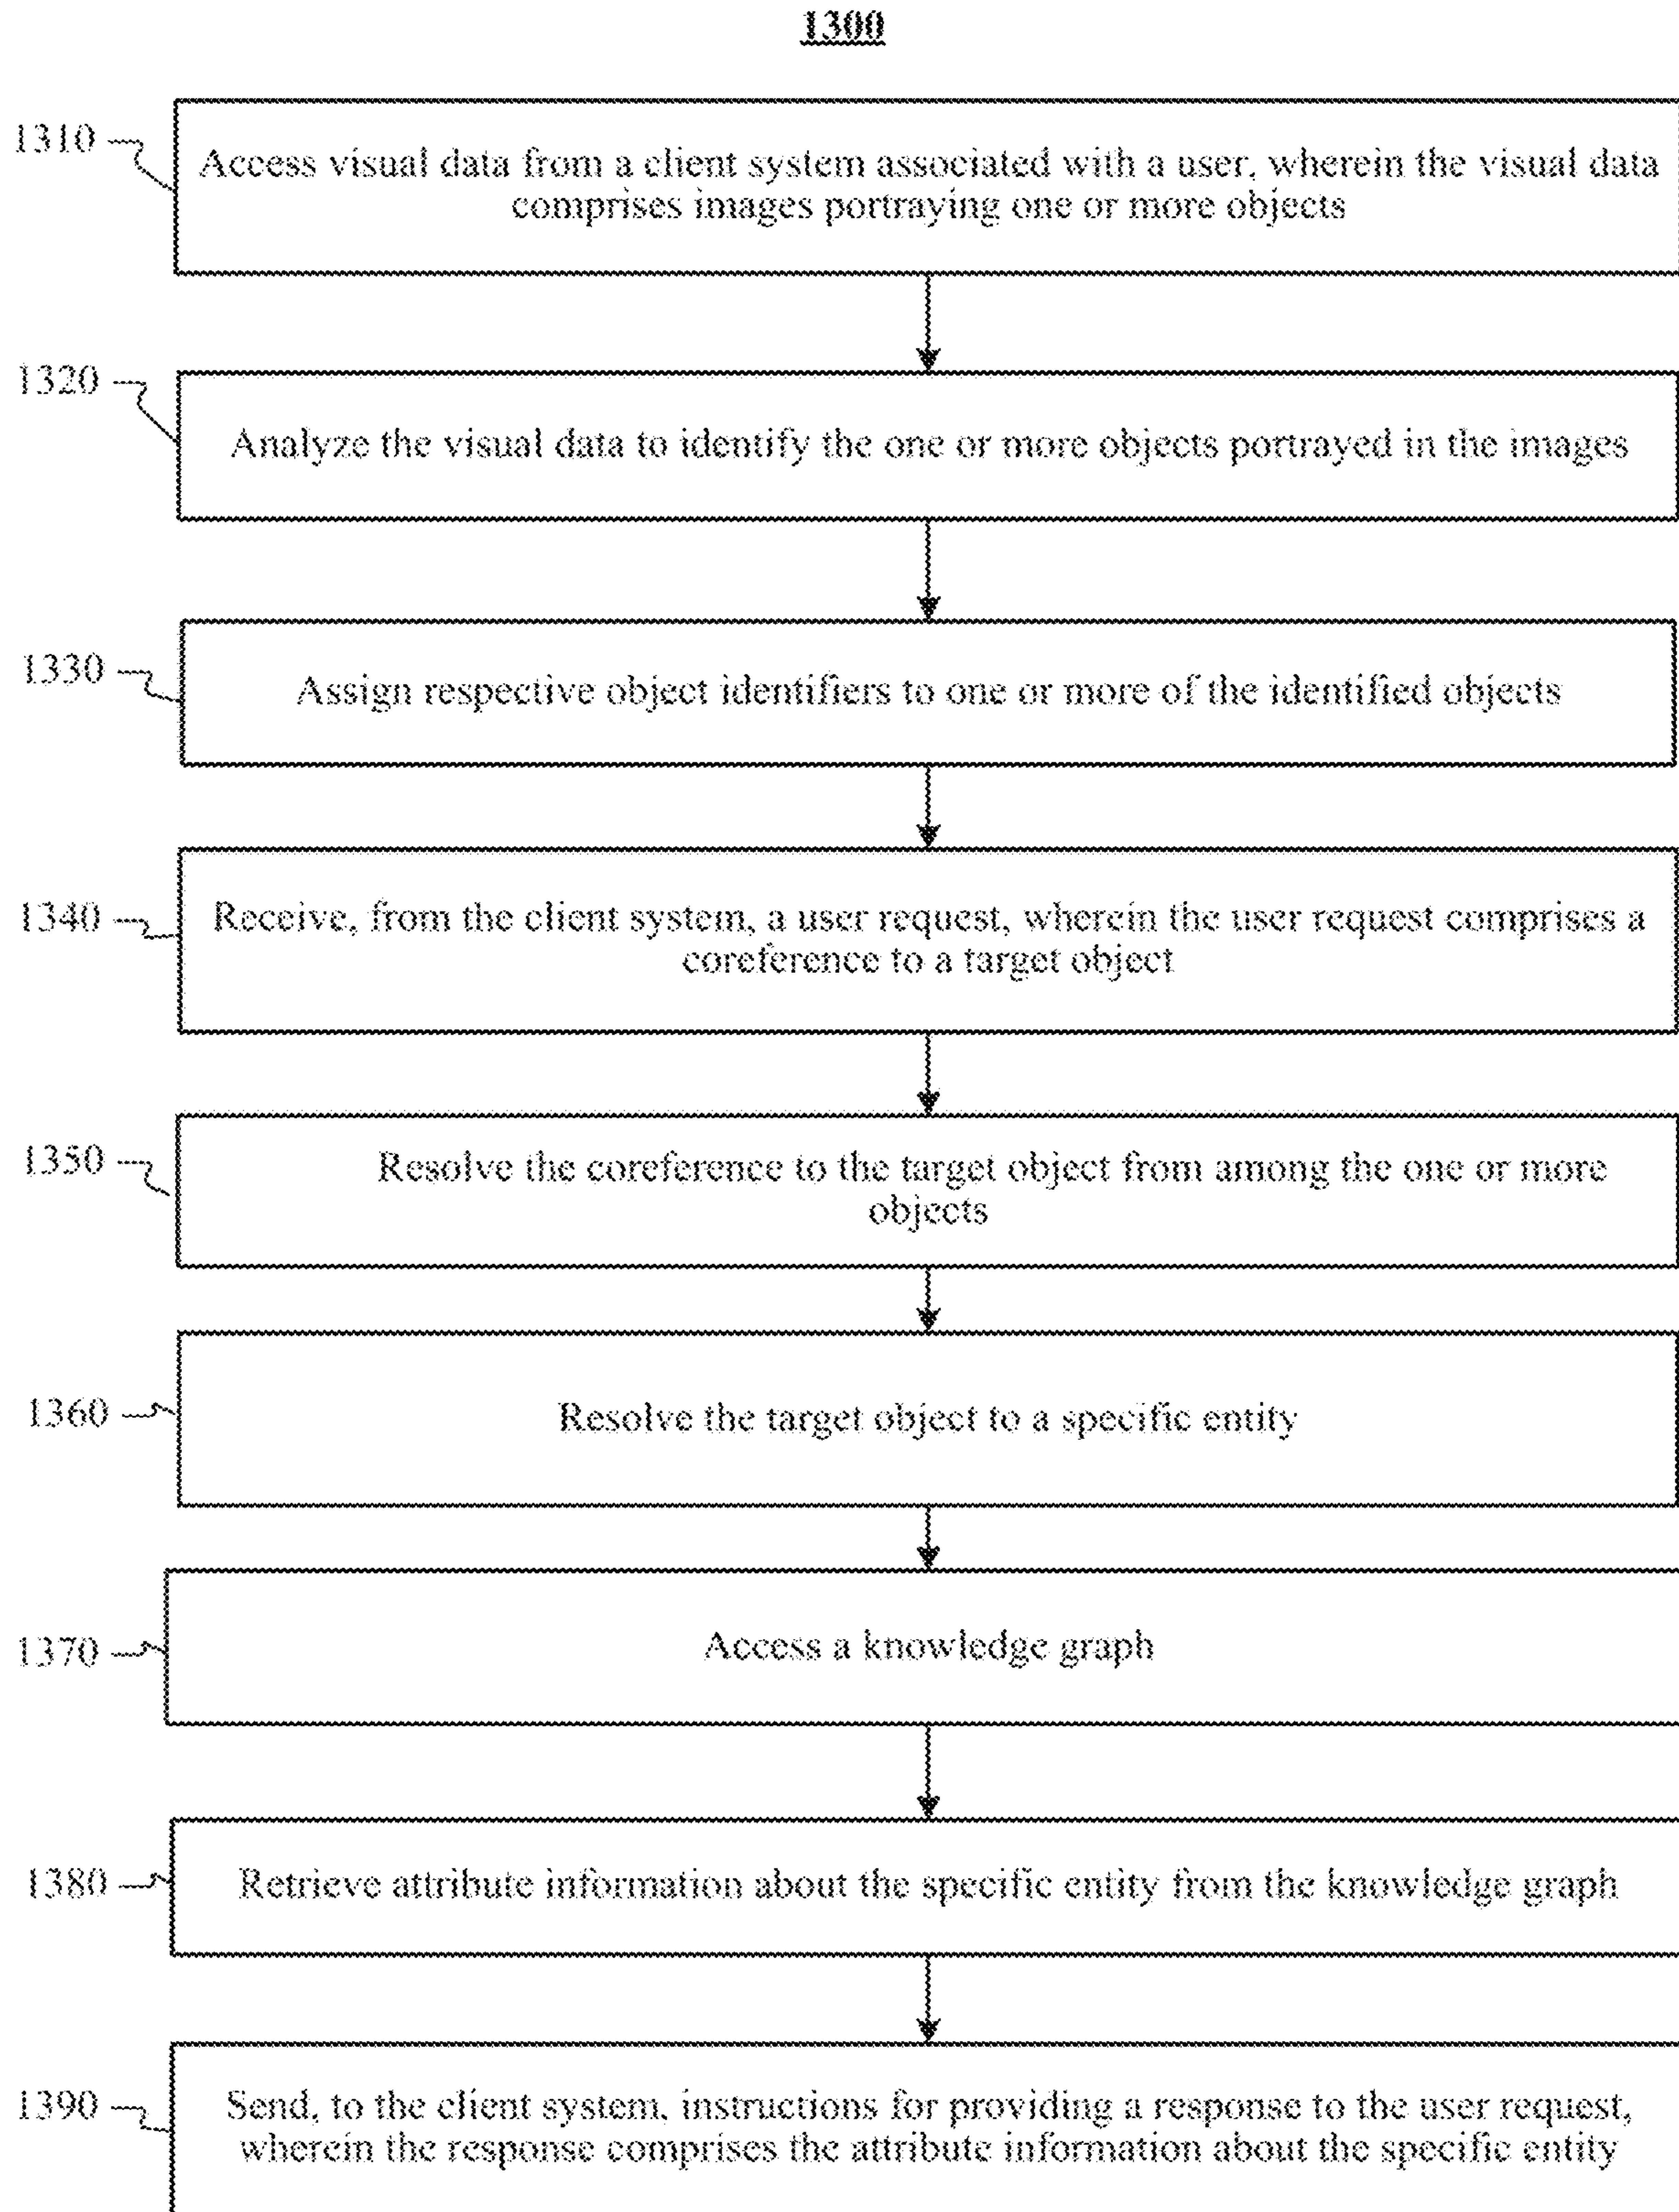 1300
1310
Access visual data from a client system associated with a user, wherein the visual data
comprises images portraying one or more objects
1320
Analyze the visual data to identify the one or more objects portrayed in the images
1330
Assign respective object identifiers to one or more of the identified objects
1340
Receive, from the client system, a user request, wherein the user request comprises a
coreference to a target object
1350
Resolve the coreference to the target object from among the one or more
objects
1360
Resolve the target object to a specific entity
1370
Access a knowledge graph
1380
Retrieve attribute information about the specific entity from the knowledge graph
1390
Send, to the client system, instructions for providing a response to the user request,
wherein the response comprises the attribute information about the specific entity